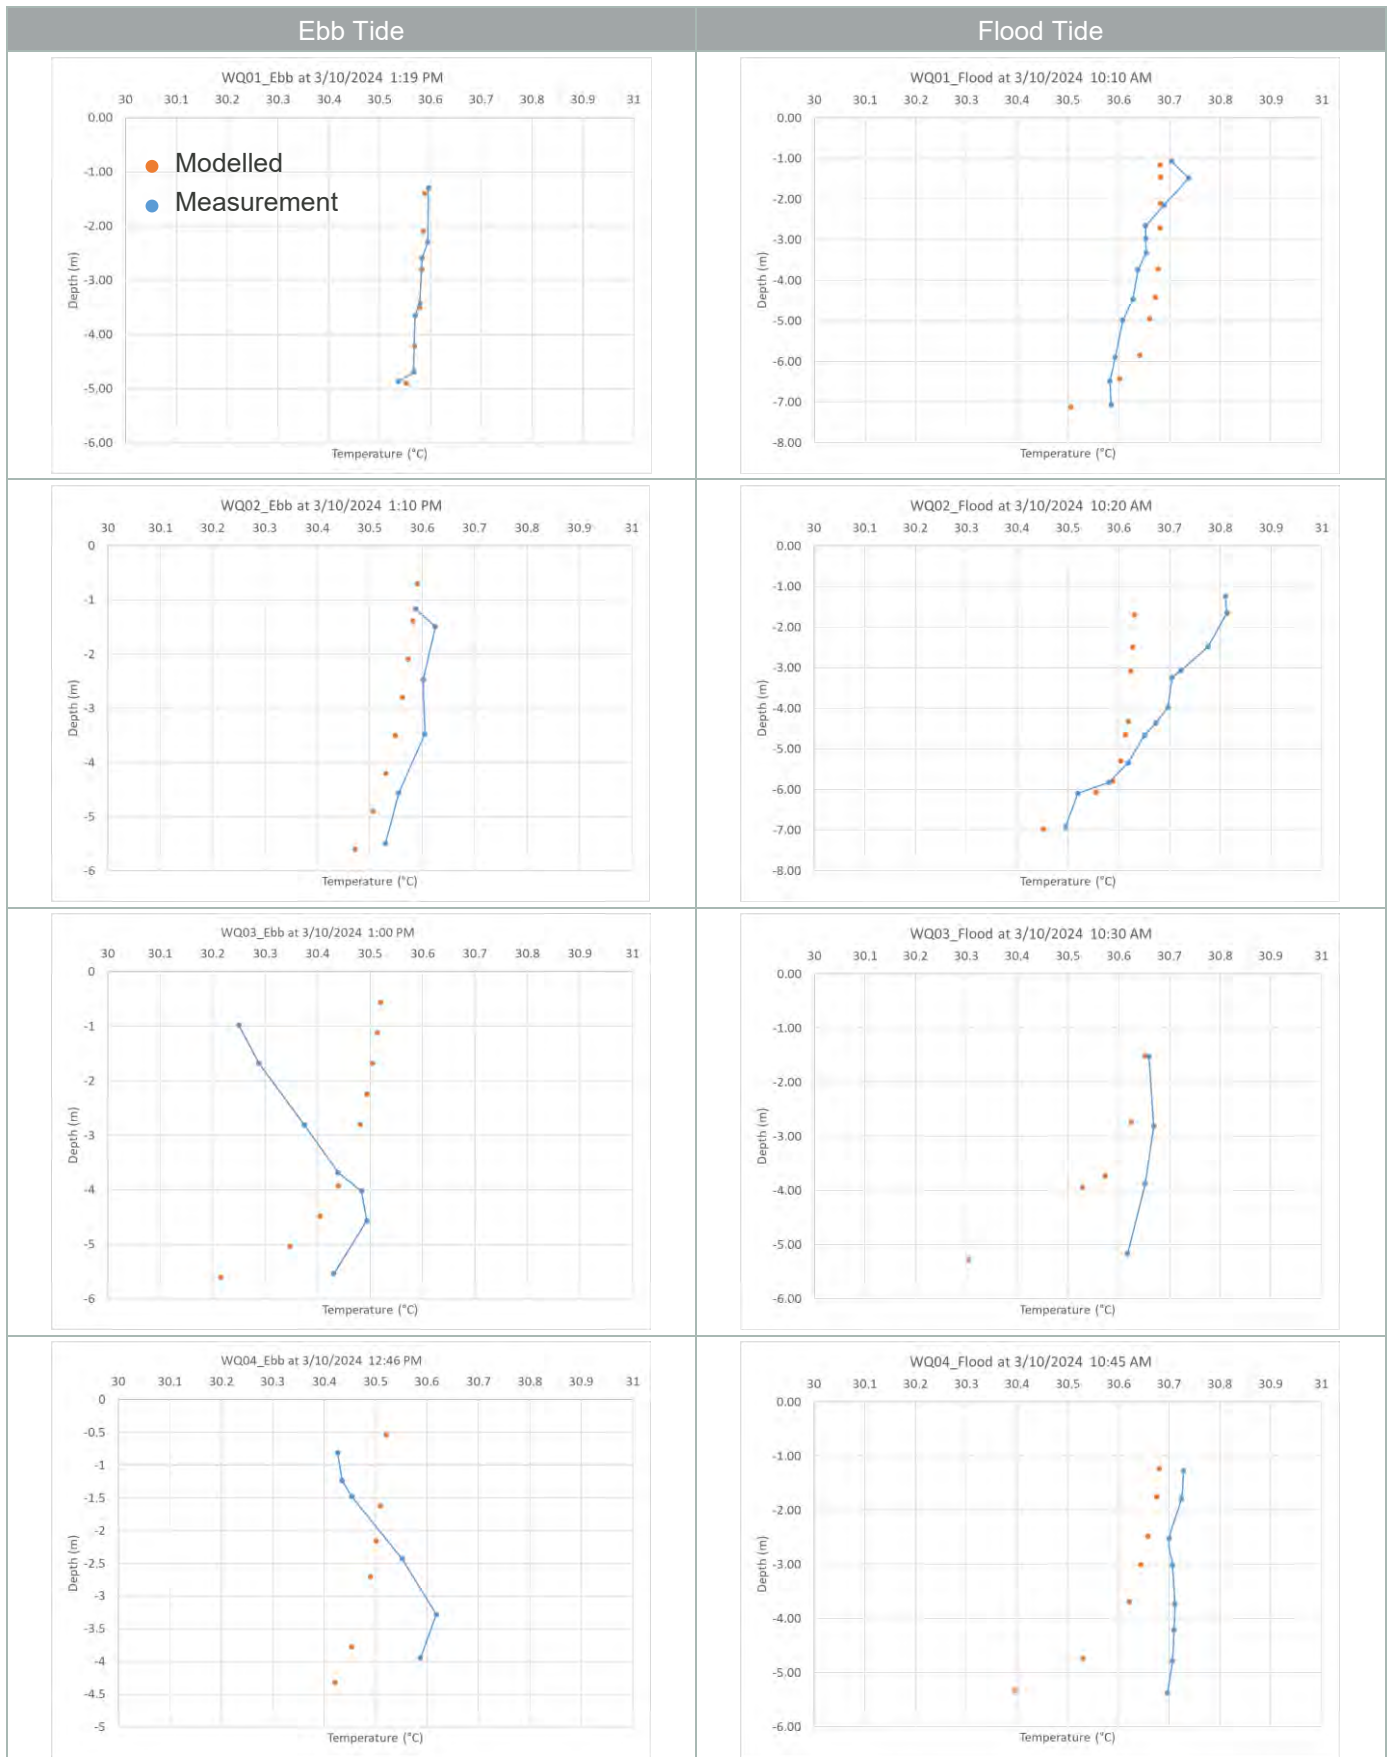 Ebb Tide
Flood Tide
WQ01_Ebb at 3/10/2024 1:19 PM
30 30.1 30.2 30.3 30.4 30.5 30.6 30.7 30.8 30.9 31
0.00
-1.00
-2.00
-3.00
-4.00
-5.00
-6.00
Modelled
Measurement
Depth (m)
Temperature (°C)
WQ01_Flood at 3/10/2024 10:10 AM
30 30.1 30.2 30.3 30.4 30.5 30.6 30.7 30.8 30.9 31
0.00
-1.00
-2.00
-3.00
-4.00
-5.00
-6.00
-7.00
-8.00
Depth (m)
Temperature (°C)
WQ02_Ebb at 3/10/2024 1:10 PM
30 30.1 30.2 30.3 30.4 30.5 30.6 30.7 30.8 30.9 31
0
-1
-2
-3
-4
-5
-6
Depth (m)
Temperature (°C)
WQ02_Flood at 3/10/2024 10:20 AM
30 30.1 30.2 30.3 30.4 30.5 30.6 30.7 30.8 30.9 31
0.00
-1.00
-2.00
-3.00
-4.00
-5.00
-6.00
-7.00
-8.00
Depth (m)
Temperature (°C)
WQ03_Ebb at 3/10/2024 1:00 PM
30 30.1 30.2 30.3 30.4 30.5 30.6 30.7 30.8 30.9 31
0
-1
-2
-3
-4
-5
-6
Depth (m)
Temperature (°C)
WQ03_Flood at 3/10/2024 10:30 AM
30 30.1 30.2 30.3 30.4 30.5 30.6 30.7 30.8 30.9 31
0.00
-1.00
-2.00
-3.00
-4.00
-5.00
-6.00
Depth (m)
Temperature (°C)
WQ04_Ebb at 3/10/2024 12:46 PM
30 30.1 30.2 30.3 30.4 30.5 30.6 30.7 30.8 30.9 31
0
-0.5
-1
-1.5
-2
-2.5
-3
-3.5
-4
-4.5
-5
Depth (m)
Temperature (°C)
WQ04_Flood at 3/10/2024 10:45 AM
30 30.1 30.2 30.3 30.4 30.5 30.6 30.7 30.8 30.9 31
0.00
-1.00
-2.00
-3.00
-4.00
-5.00
-6.00
Depth (m)
Temperature (°C)